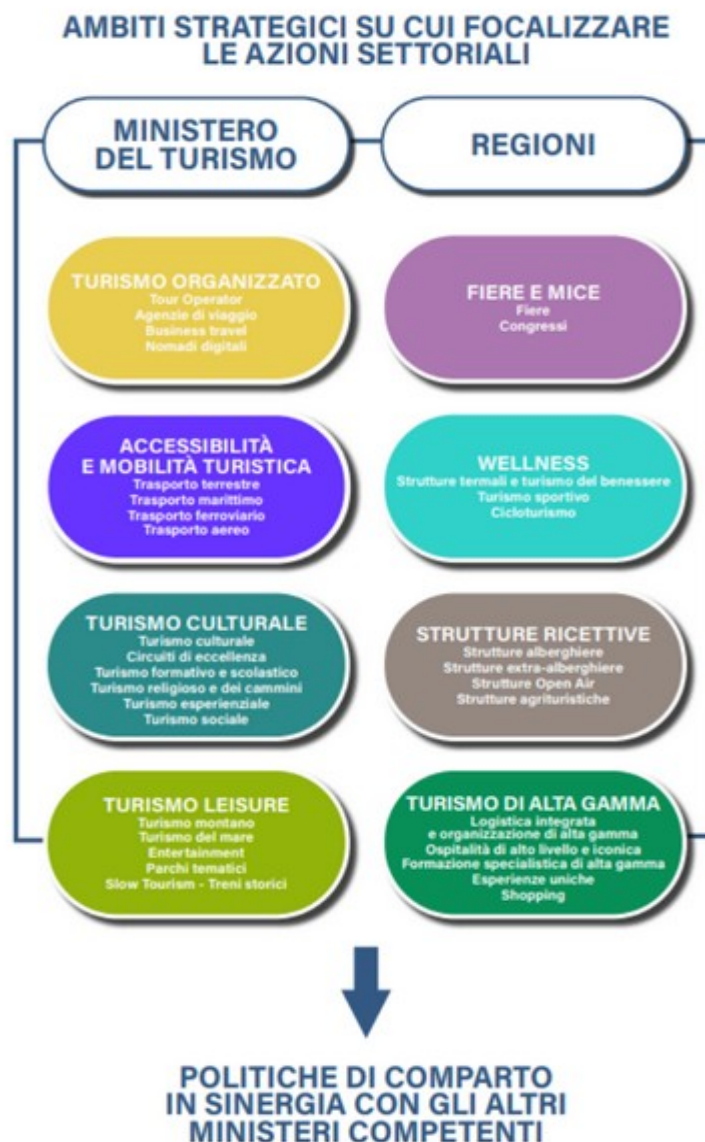 AMBITI STRATEGICI SU CUI FOCALIZZARE
LE AZIONI SETTORIALI
MINISTERO
DEL TURISMO
REGIONI
TURISMO ORGANIZZATO
Tour Operator
Agenzie di viaggio
Business travel
Nomadi digitali
FIERE E MICE
Fiere
Congressi
ACCESSIBILITÀ
E MOBILITÀ TURISTICA
Trasporto terrestre
Trasporto marittimo
Trasporto ferroviario
Trasporto aereo
WELLNESS
Strutture termali e turismo del benessere
Turismo sportivo
Cicloturismo
TURISMO CULTURALE
Turismo culturale
Circuiti di eccellenza
Turismo formativo e scolastico
Turismo religioso e dei cammini
Turismo esperienziale
Turismo sociale
STRUTTURE RICETTIVE
Strutture alberghiere
Strutture extra-alberghiere
Strutture Open Air
Strutture agrituristiche
TURISMO LEISURE
Turismo montano
Turismo del mare
Entertainment
Parchi tematici
Slow Tourism - Treni storici
TURISMO DI ALTA GAMMA
Logistica integrata
e organizzazione di alta gamma
Ospitalità di alto livello e iconica
Formazione specialistica di alta gamma
Esperienze uniche
Shopping
POLITICHE DI COMPARTO
IN SINERGIA CON GLI ALTRI
MINISTERI COMPETENTI